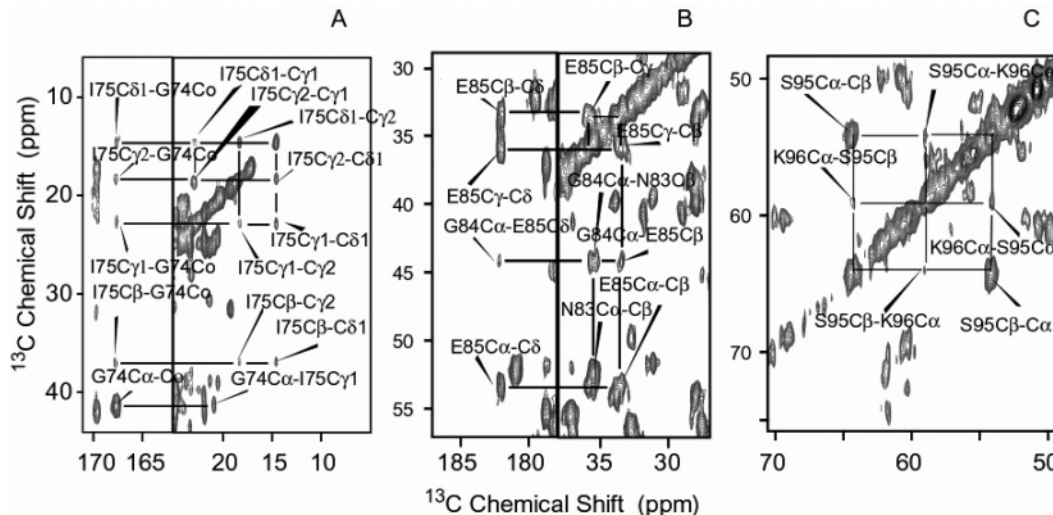 A
B
C
10
20
30
40
170
165
20
10
¹³C Chemical Shift (ppm)
I75Cδ1-G74Co
I75Cδ1-Cγ1
I75Cγ2-Cγ1
I75Cδ1-Cγ2
I75Cγ2-G74Co
I75Cγ2-Cδ1
I75Cγ1-Cδ1
I75Cγ1-G74Co
I75Cγ1-Cγ2
I75Cβ-G74Co
I75Cβ-Cγ2
I75Cβ-Cδ1
G74Cα-Co
G74Cα-I75Cγ1
30
35
40
45
50
55
185
180
35
30
E85Cβ-Cγ
E85Cβ-Cδ
E85Cγ-Cβ
G84Cα-N83Cβ
E85Cγ-Cδ
G84Cα-E85Cδ
G84Cα-E85Cβ
E85Cα-Cβ
N83Cα-Cβ
E85Cα-Cδ
¹³C Chemical Shift (ppm)
50
60
70
70
60
50
S95Cα-Cβ
S95Cα-K96Cα
K96Cα-S95Cβ
K96Cα-S95Cα
S95Cβ-K96Cα
S95Cβ-Cα